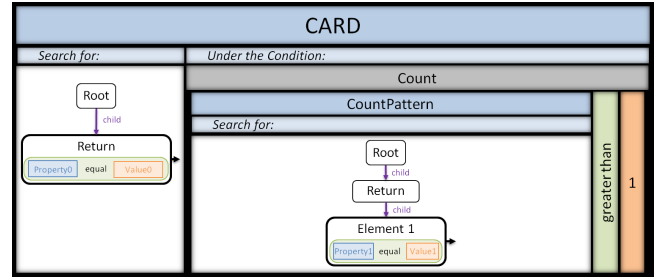 CARD
Search for:
Under the Condition:
Count
CountPattern
Search for:
Root
child
Return
Property0 equal Value0
Root
child
Return
child
Element 1
Property1 equal Value1
greater than
1